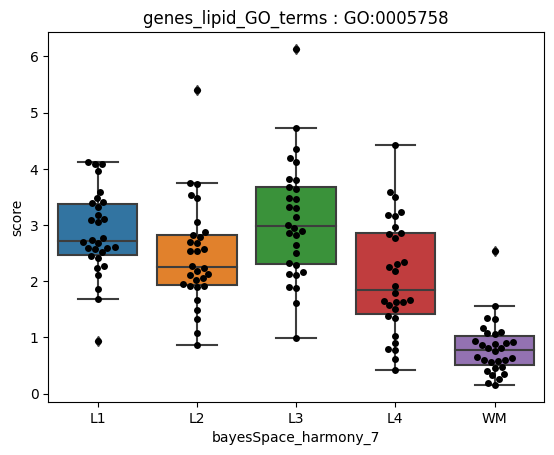 genes_lipid_GO_terms : GO:0005758
6
5
4
3
2
1
0
score
L1 L2 L3 L4 WM
bayesSpace_harmony_7